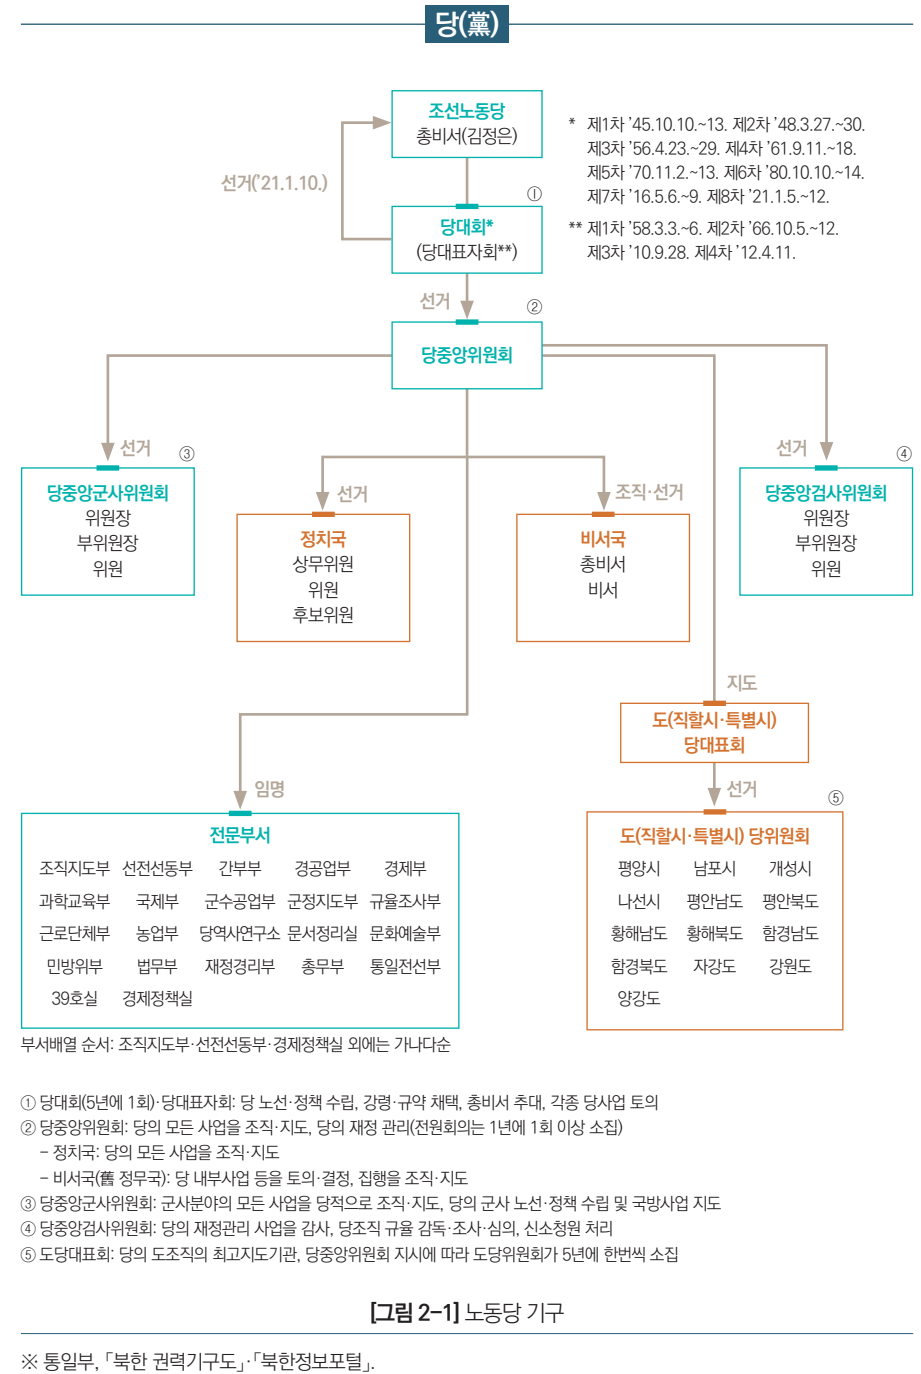 당(黨)
조선노동당
총비서(김정은)
선거('21.1.10.)
* 제1차 '45.10.10.~13. 제2차 '48.3.27.~30.
제3차 '56.4.23.~29. 제4차 '61.9.11.~18.
제5차 '70.11.2.~13. 제6차 '80.10.10.~14.
제7차 '16.5.6.~9. 제8차 '21.1.5.~12.
** 제1차 '58.3.3.~6. 제2차 '66.10.5.~12.
제3차 '10.9.28. 제4차 '12.4.11.
①
당대회*
(당대표자회**)
선거
②
당중앙위원회
선거
③
당중앙군사위원회
위원장
부위원장
위원
선거
정치국
상무위원
위원
후보위원
조직·선거
비서국
총비서
비서
선거
④
당중앙검사위원회
위원장
부위원장
위원
지도
도(직할시·특별시)
당대표회
임명
전문부서
조직지도부 선전선동부 간부부 경공업부 경제부
과학교육부 국제부 군수공업부 군정지도부 규율조사부
근로단체부 농업부 당역사연구소 문서정리실 문화예술부
민방위부 법무부 재정경리부 총무부 통일전선부
39호실 경제정책실
선거
⑤
도(직할시·특별시) 당위원회
평양시 남포시 개성시
나선시 평안남도 평안북도
황해남도 황해북도 함경남도
함경북도 자강도 강원도
양강도
부서배열 순서: 조직지도부·선전선동부·경제정책실 외에는 가나다순
① 당대회(5년에 1회)·당대표자회: 당 노선·정책 수립, 강령·규약 채택, 총비서 추대, 각종 당사업 토의
② 당중앙위원회: 당의 모든 사업을 조직·지도, 당의 재정 관리(전원회의는 1년에 1회 이상 소집)
- 정치국: 당의 모든 사업을 조직·지도
- 비서국(舊 정무국): 당 내부사업 등을 토의·결정, 집행을 조직·지도
③ 당중앙군사위원회: 군사분야의 모든 사업을 당적으로 조직·지도, 당의 군사 노선·정책 수립 및 국방사업 지도
④ 당중앙검사위원회: 당의 재정관리 사업을 감사, 당조직 규율 감독·조사·심의, 신소청원 처리
⑤ 도당대표회: 당의 도조직의 최고지도기관, 당중앙위원회 지시에 따라 도당위원회가 5년에 한번씩 소집
[그림 2-1] 노동당 기구
※ 통일부, 「북한 권력기구도」·「북한정보포털」.